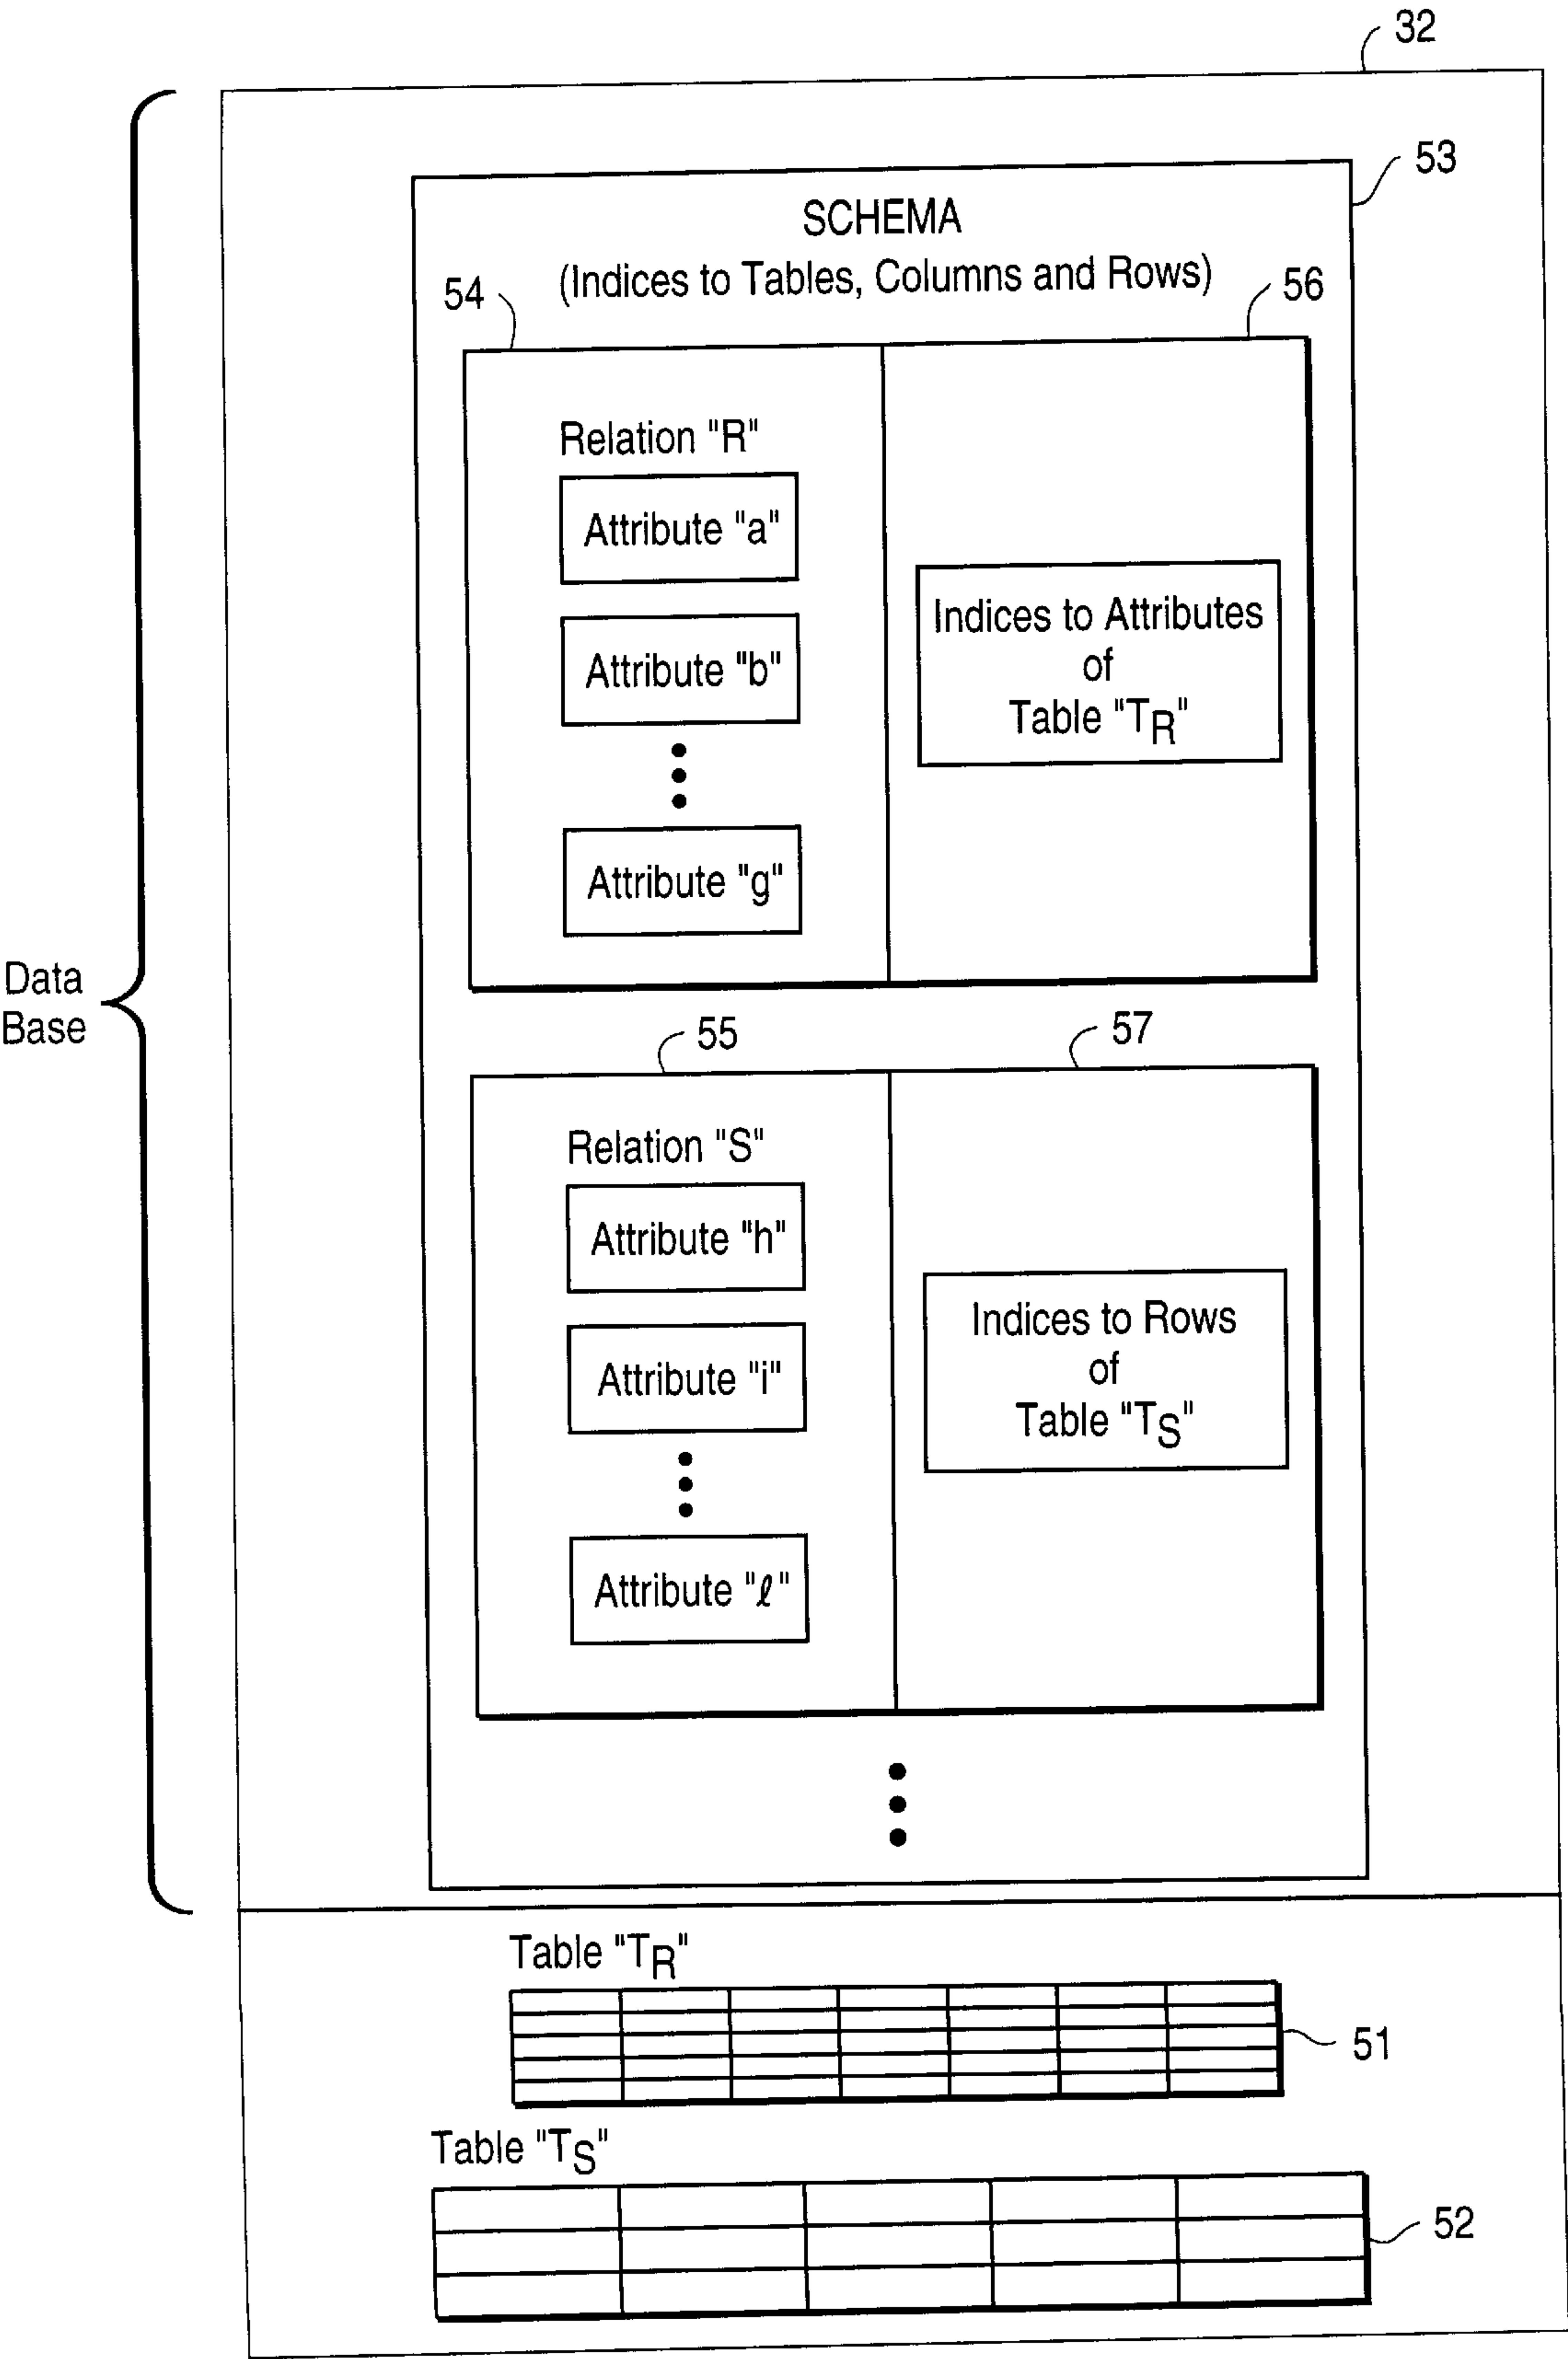 32
53
SCHEMA
(Indices to Tables, Columns and Rows)
54
56
Relation "R"
Attribute "a"
Attribute "b"
Attribute "g"
Indices to Attributes
of
Table "TR"
Data
Base
55
57
Relation "S"
Attribute "h"
Attribute "i"
Attribute "ℓ"
Indices to Rows
of
Table "TS"
Table "TR"
51
Table "TS"
52